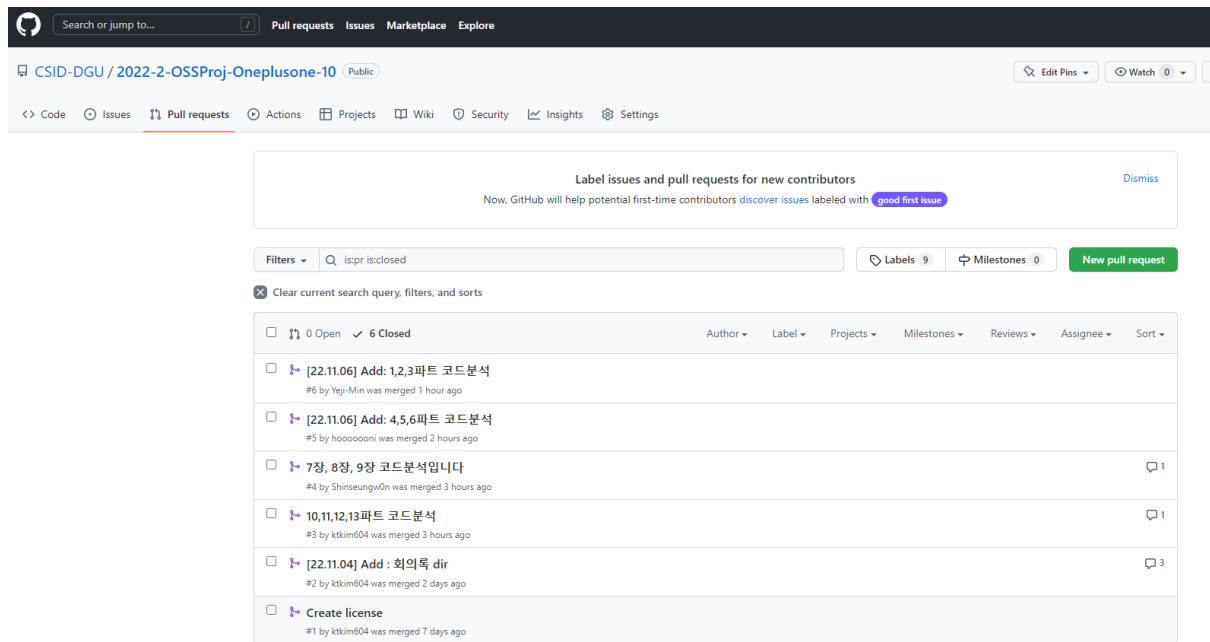 Search or jump to... / Pull requests Issues Marketplace Explore
CSID-DGU / 2022-2-OSSProj-Oneplusone-10 Public Edit Pins Watch 0
Code Issues Pull requests Actions Projects Wiki Security Insights Settings
Label issues and pull requests for new contributors Dismiss
Now, GitHub will help potential first-time contributors discover issues labeled with good first issue
Filters is:pr is:closed Labels 9 Milestones 0 New pull request
Clear current search query, filters, and sorts
0 Open 6 Closed Author Label Projects Milestones Reviews Assignee Sort
[22.11.06] Add: 1,2,3파트 코드분석
#6 by Yeji-Min was merged 1 hour ago
[22.11.06] Add: 4,5,6파트 코드분석
#5 by hooooooni was merged 2 hours ago
7장, 8장, 9장 코드분석입니다 1
#4 by Shinseungw0n was merged 3 hours ago
10,11,12,13파트 코드분석 1
#3 by ktkim604 was merged 3 hours ago
[22.11.04] Add : 회의록 dir 3
#2 by ktkim604 was merged 2 days ago
Create license
#1 by ktkim604 was merged 7 days ago